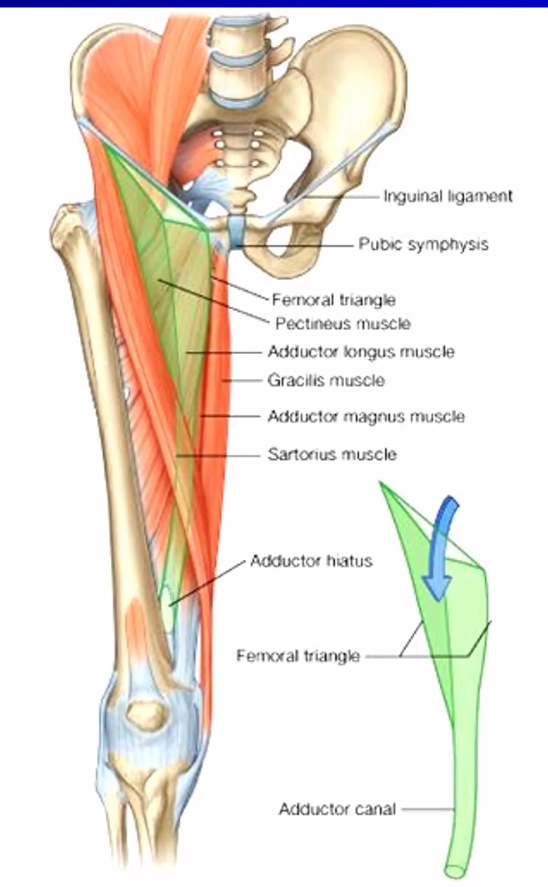 Inguinal ligament
Pubic symphysis
Femoral triangle
Pectineus muscle
Adductor longus muscle
Gracilis muscle
Adductor magnus muscle
Sartorius muscle
Adductor hiatus
Femoral triangle
Adductor canal